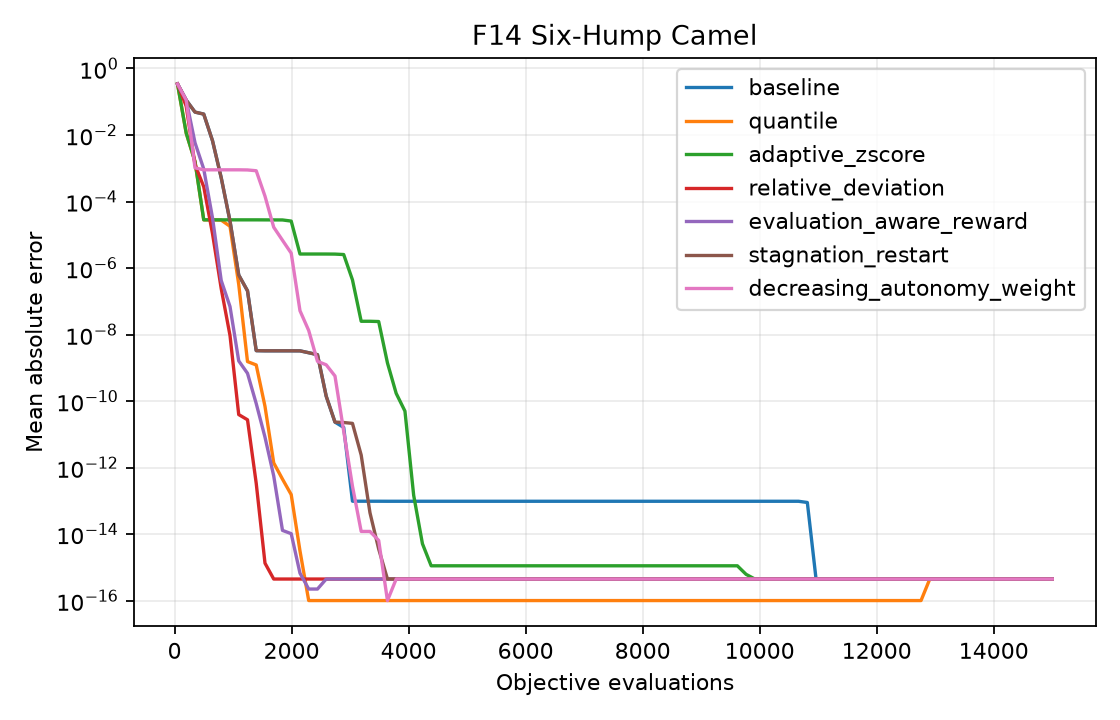 F14 Six-Hump Camel
10^0
10^−2
10^−4
10^−6
10^−8
10^−10
10^−12
10^−14
10^−16
Mean absolute error
baseline
quantile
adaptive_zscore
relative_deviation
evaluation_aware_reward
stagnation_restart
decreasing_autonomy_weight
0 2000 4000 6000 8000 10000 12000 14000
Objective evaluations